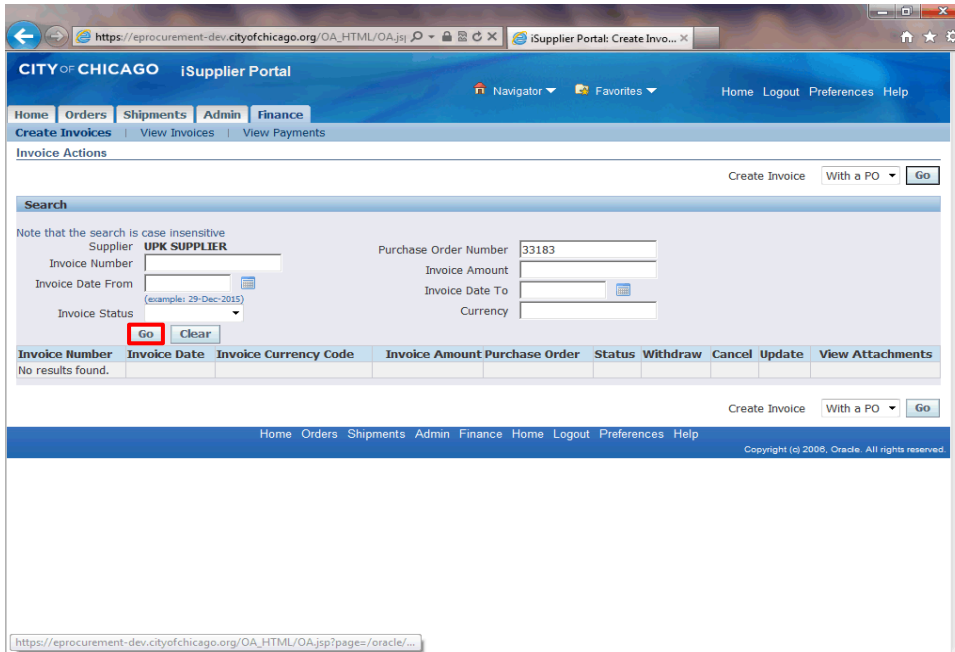 https://eprocurement-dev.cityofchicago.org/OA_HTML/OA.jsp
iSupplier Portal: Create Invo...
CITY OF CHICAGO iSupplier Portal
Navigator Favorites Home Logout Preferences Help
Home Orders Shipments Admin Finance
Create Invoices | View Invoices | View Payments
Invoice Actions
Create Invoice With a PO Go
Search
Note that the search is case insensitive
Supplier UPK SUPPLIER
Purchase Order Number 33183
Invoice Number
Invoice Amount
Invoice Date From
Invoice Date To
(example: 29-Dec-2015)
Invoice Status
Currency
Go Clear
Invoice Number Invoice Date Invoice Currency Code Invoice Amount Purchase Order Status Withdraw Cancel Update View Attachments
No results found.
Create Invoice With a PO Go
Home Orders Shipments Admin Finance Home Logout Preferences Help
Copyright (c) 2006, Oracle. All rights reserved.
https://eprocurement-dev.cityofchicago.org/OA_HTML/OA.jsp?page=/oracle/...